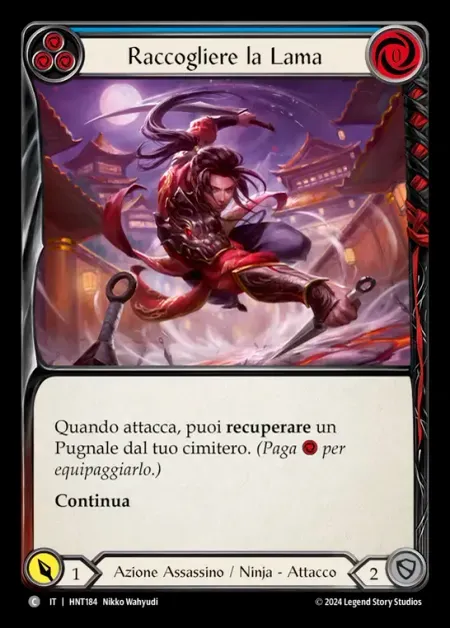 Raccogliere la Lama
0
Quando attacca, puoi recuperare un
Pugnale dal tuo cimitero. (Paga per
equipaggiarlo.)
Continua
1
Azione Assassino / Ninja - Attacco
2
C IT | HNT184 Nikko Wahyudi
© 2024 Legend Story Studios